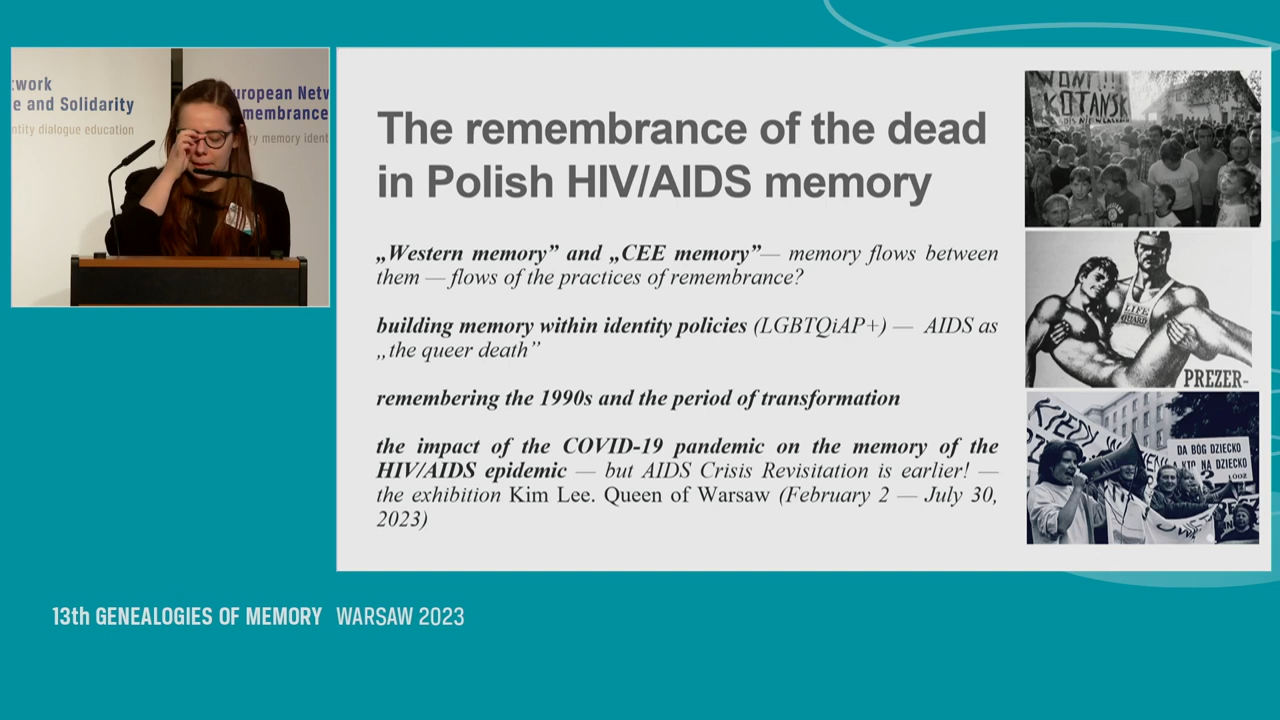 twork
e and Solidarity
ntity dialogue education
uropean Netw
membrance
ry memory ident
The remembrance of the dead
in Polish HIV/AIDS memory
„Western memory” and „CEE memory”— memory flows between
them — flows of the practices of remembrance?
building memory within identity policies (LGBTQiAP+) — AIDS as
„the queer death”
remembering the 1990s and the period of transformation
the impact of the COVID-19 pandemic on the memory of the
HIV/AIDS epidemic — but AIDS Crisis Revisitation is earlier! —
the exhibition Kim Lee. Queen of Warsaw (February 2 — July 30,
2023)
WON!!!
KOTAŃSK
LIFE
GUARD
PREZER-
KIEDY
DA BÓG DZIECKO
A KTO NA DZIECKO
?
13th GENEALOGIES OF MEMORY WARSAW 2023